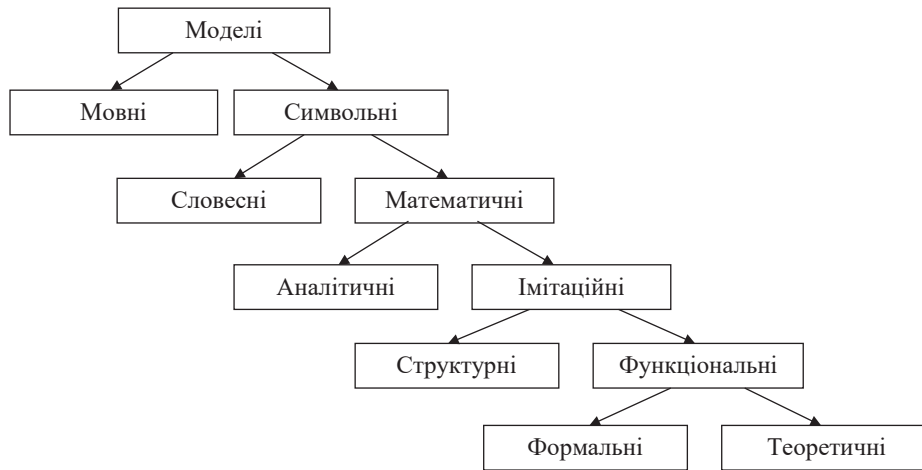 Моделі
Мовні
Символьні
Словесні
Математичні
Аналітичні
Імітаційні
Структурні
Функціональні
Формальні
Теоретичні